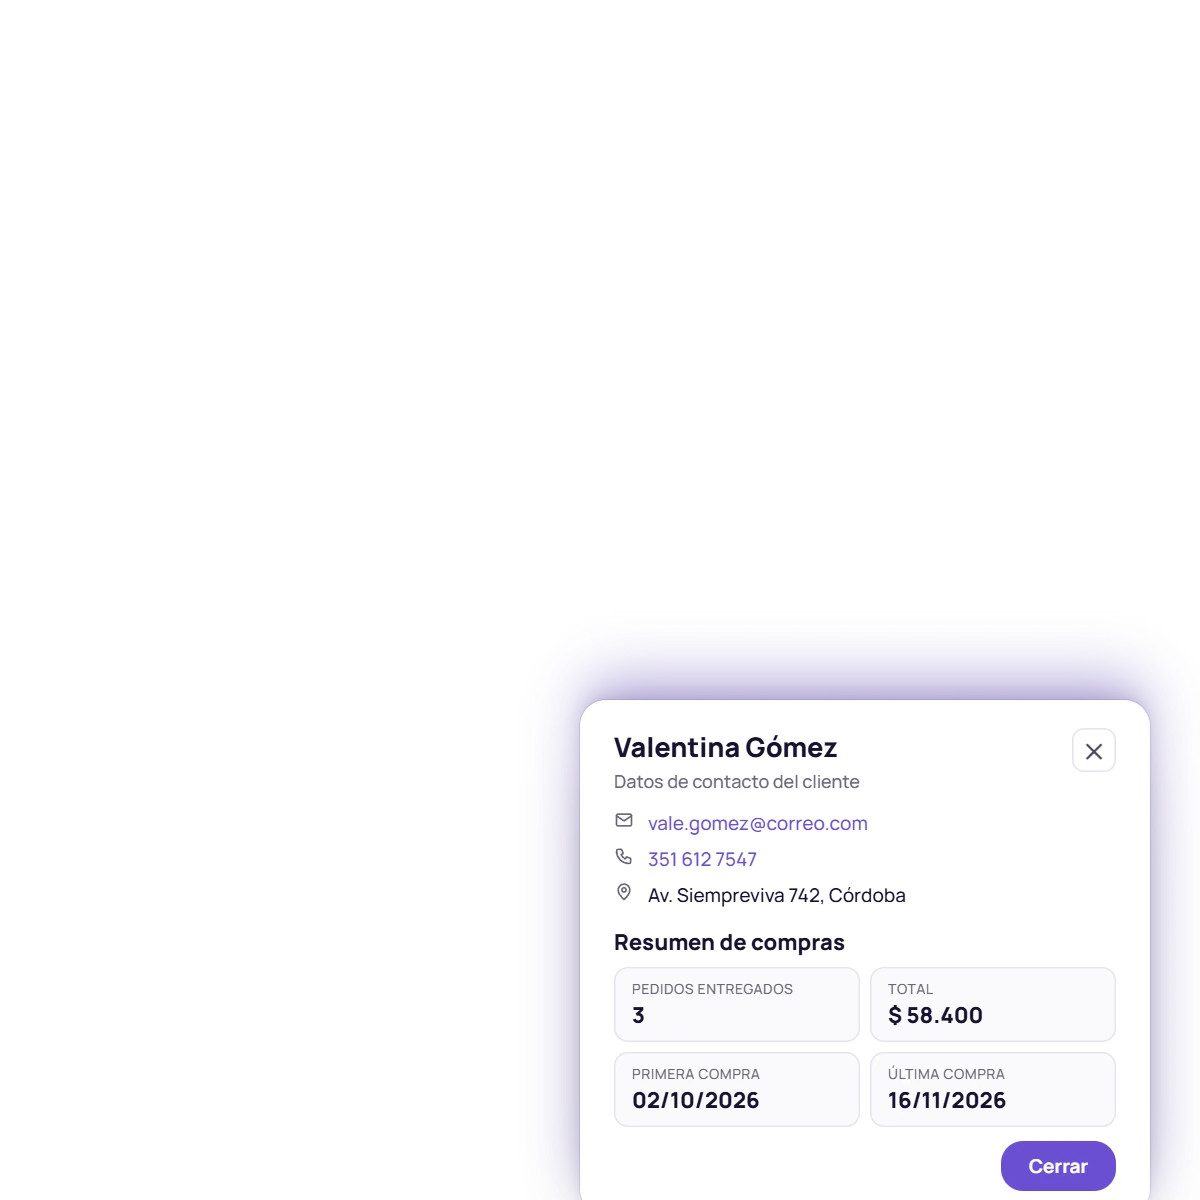 Valentina Gómez
Datos de contacto del cliente
vale.gomez@correo.com
351 612 7547
Av. Siempreviva 742, Córdoba
Resumen de compras
PEDIDOS ENTREGADOS
3
TOTAL
$ 58.400
PRIMERA COMPRA
02/10/2026
ÚLTIMA COMPRA
16/11/2026
Cerrar